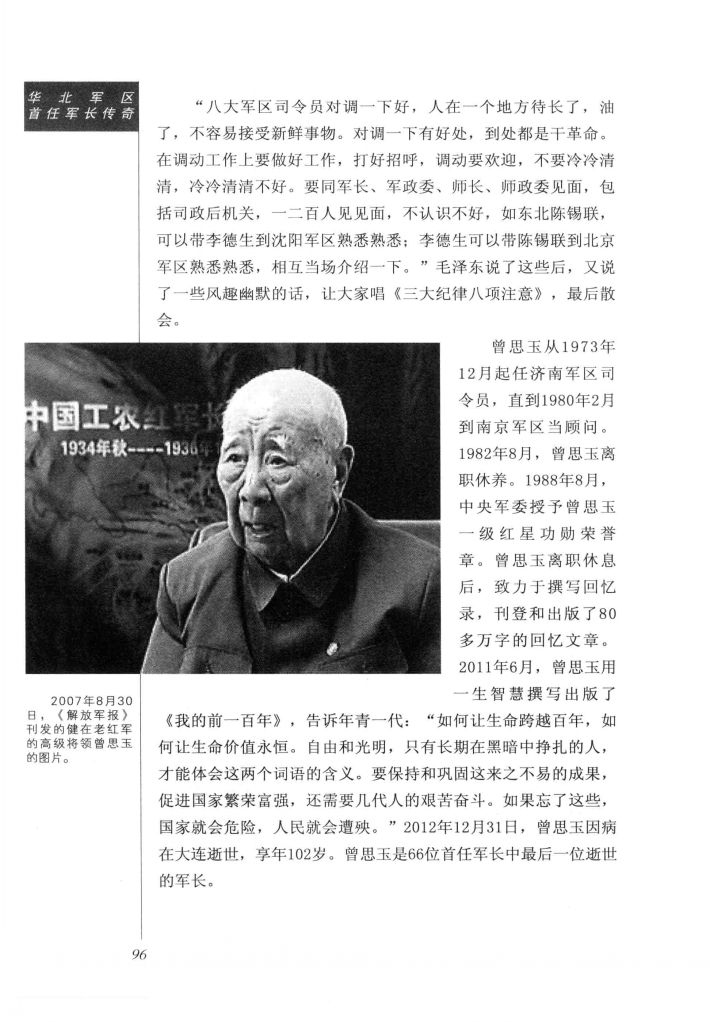 华北军区
首任军长传奇
“八大军区司令员对调一下好，人在一个地方待长了，油
了，不容易接受新鲜事物。对调一下有好处，到处都是干革命。
在调动工作上要做好工作，打好招呼，调动要欢迎，不要冷冷清
清，冷冷清清不好。要同军长、军政委、师长、师政委见面，包
括司政后机关，一二百人见见面，不认识不好，如东北陈锡联，
可以带李德生到沈阳军区熟悉熟悉；李德生可以带陈锡联到北京
军区熟悉熟悉，相互当场介绍一下。”毛泽东说了这些后，又说
了一些风趣幽默的话，让大家唱《三大纪律八项注意》，最后散
会。
中国工农红军长
1934年秋----1936年
曾思玉从1973年
12月起任济南军区司
令员，直到1980年2月
到南京军区当顾问。
1982年8月，曾思玉离
职休养。1988年8月，
中央军委授予曾思玉
一级红星功勋荣誉
章。曾思玉离职休息
后，致力于撰写回忆
录，刊登和出版了80
多万字的回忆文章。
2011年6月，曾思玉用
一生智慧撰写出版了
《我的前一百年》，告诉年青一代：“如何让生命跨越百年，如
何让生命价值永恒。自由和光明，只有长期在黑暗中挣扎的人，
才能体会这两个词语的含义。要保持和巩固这来之不易的成果，
促进国家繁荣富强，还需要几代人的艰苦奋斗。如果忘了这些，
国家就会危险，人民就会遭殃。”2012年12月31日，曾思玉因病
在大连逝世，享年102岁。曾思玉是66位首任军长中最后一位逝世
的军长。
2007年8月30
日，《解放军报》
刊发的健在老红军
的高级将领曾思玉
的图片。
96